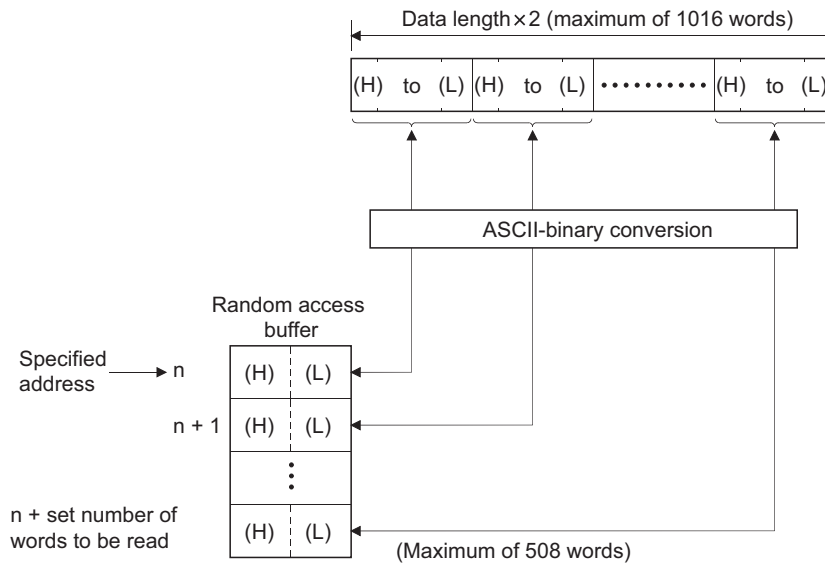 Data length×2 (maximum of 1016 words)
(H) to (L) (H) to (L) •••••••••• (H) to (L)
ASCII-binary conversion
Random access
buffer
Specified
address
n
(H) (L)
n + 1
(H) (L)
n + set number of
words to be read
(H) (L)
(Maximum of 508 words)